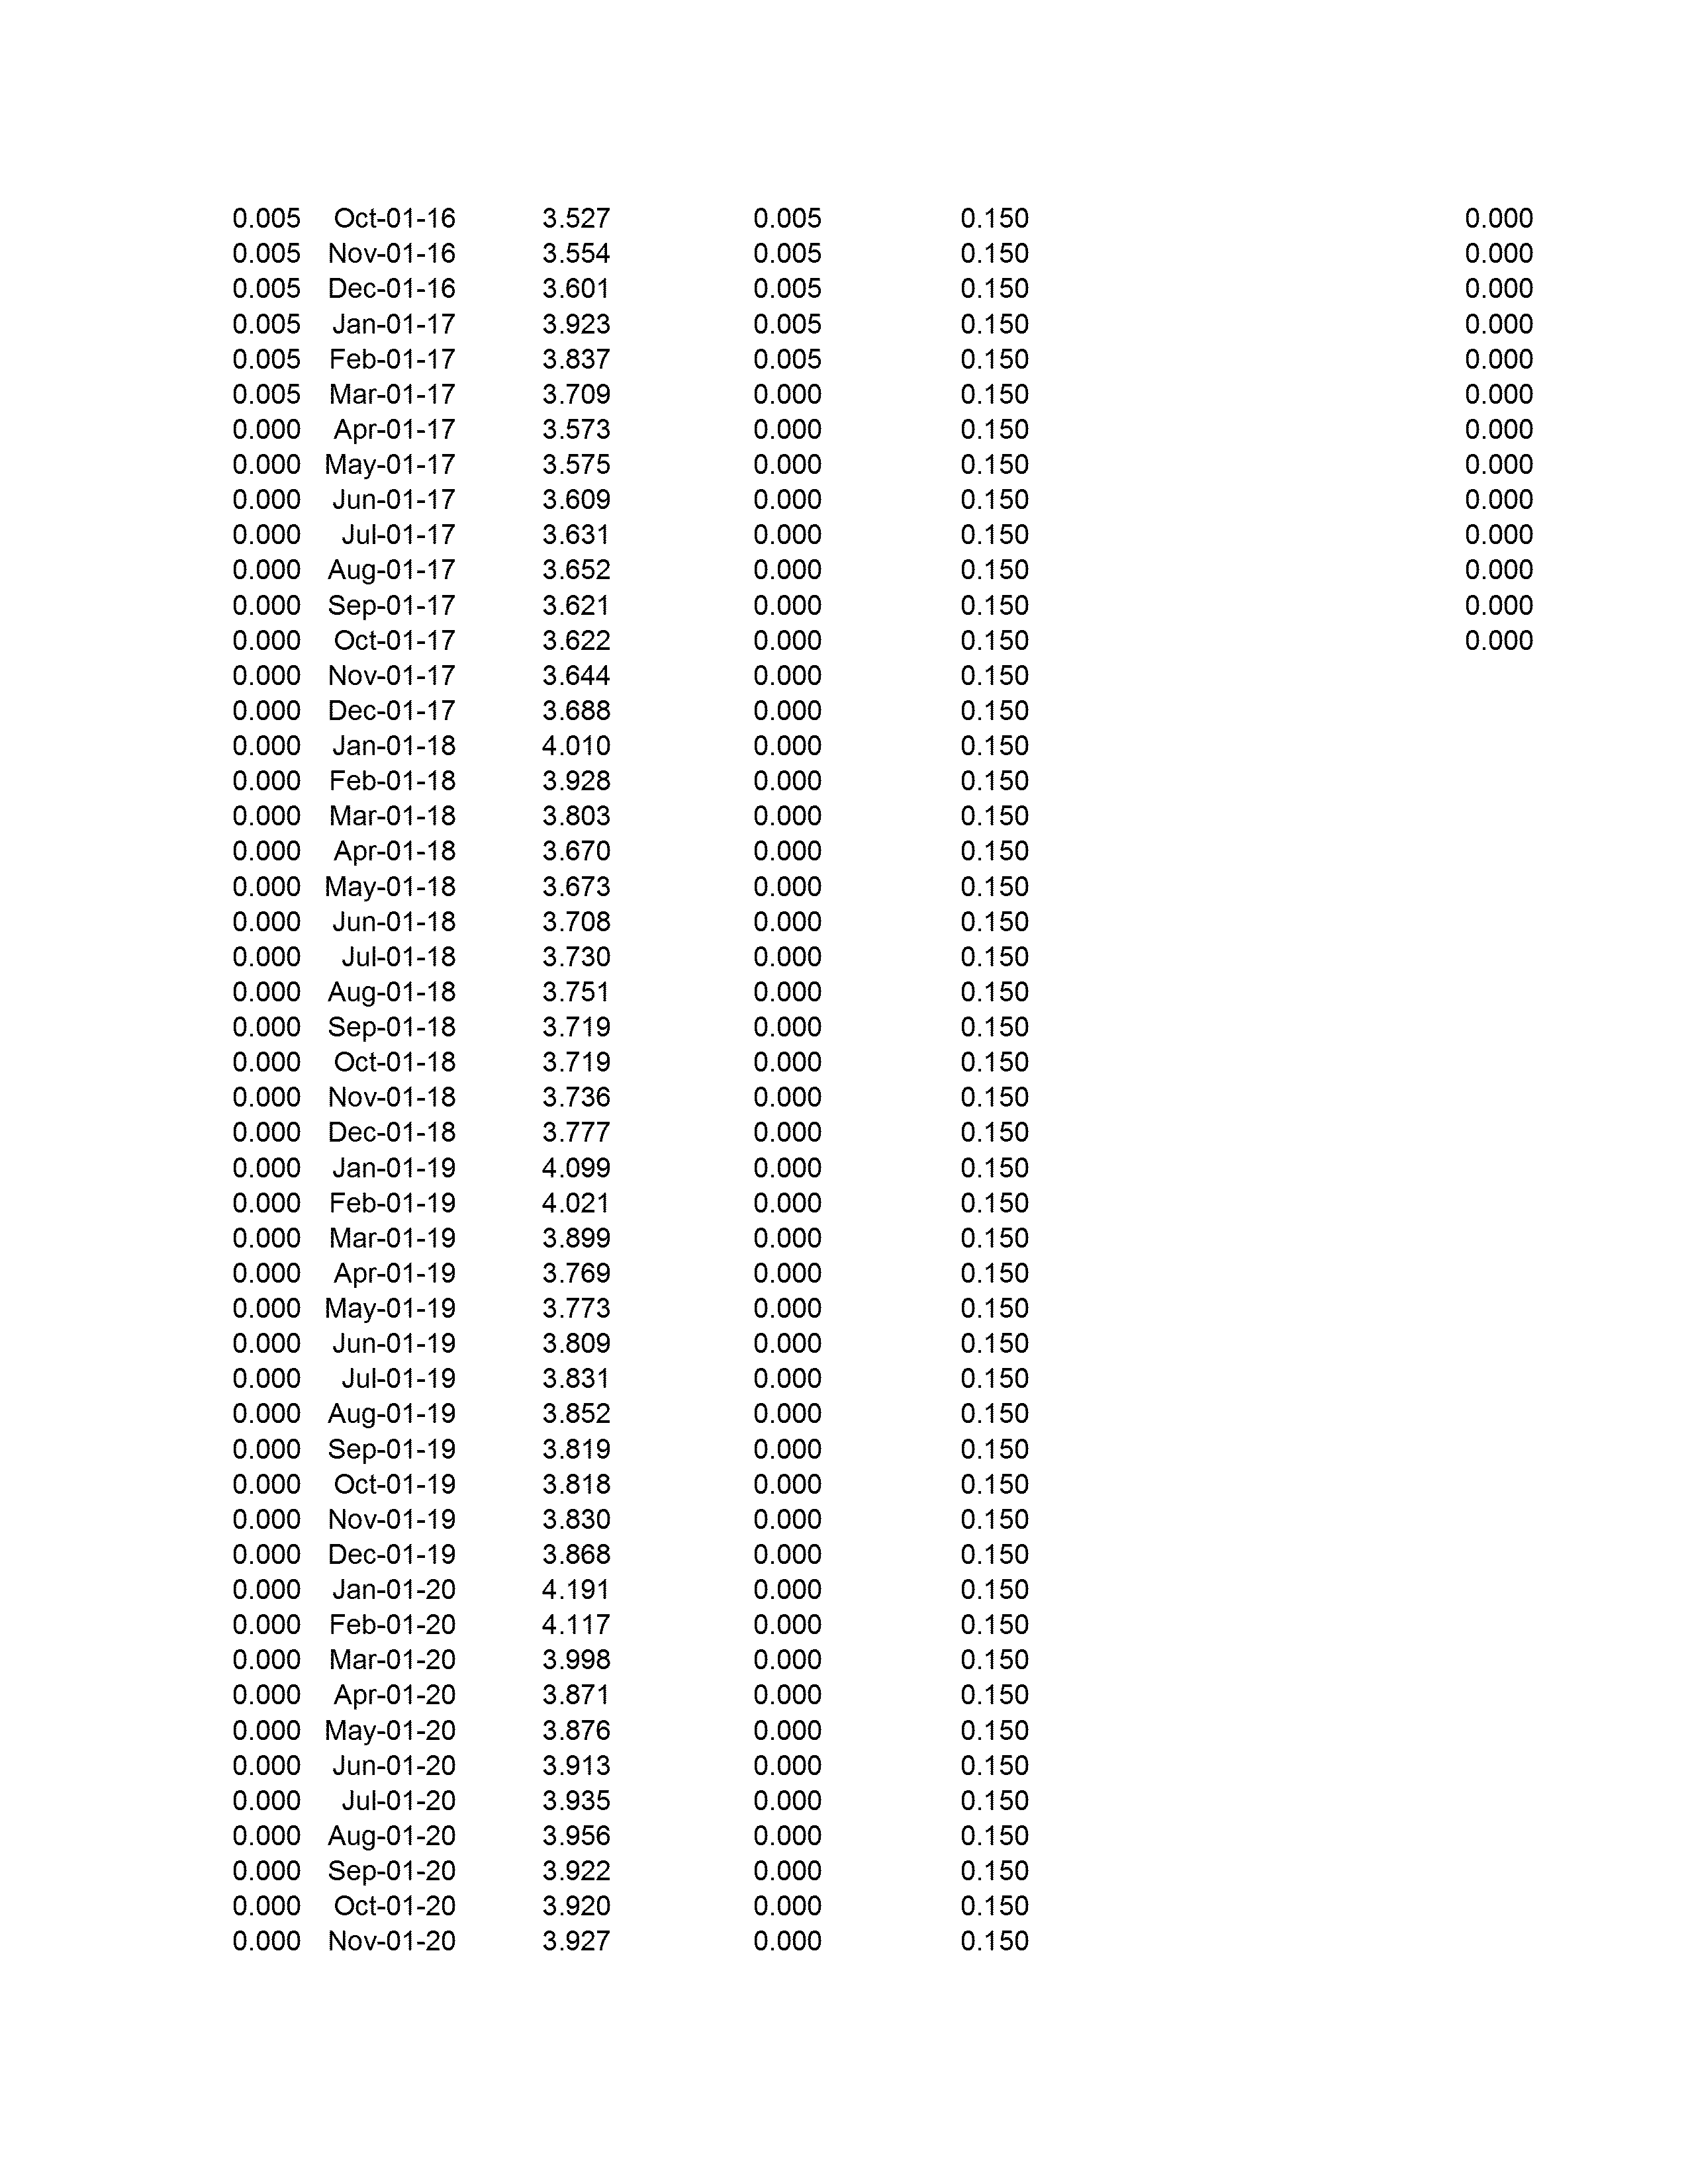 0.005 Oct-01-16 3.527 0.005 0.150 0.000
0.005 Nov-01-16 3.554 0.005 0.150 0.000
0.005 Dec-01-16 3.601 0.005 0.150 0.000
0.005 Jan-01-17 3.923 0.005 0.150 0.000
0.005 Feb-01-17 3.837 0.005 0.150 0.000
0.005 Mar-01-17 3.709 0.000 0.150 0.000
0.000 Apr-01-17 3.573 0.000 0.150 0.000
0.000 May-01-17 3.575 0.000 0.150 0.000
0.000 Jun-01-17 3.609 0.000 0.150 0.000
0.000 Jul-01-17 3.631 0.000 0.150 0.000
0.000 Aug-01-17 3.652 0.000 0.150 0.000
0.000 Sep-01-17 3.621 0.000 0.150 0.000
0.000 Oct-01-17 3.622 0.000 0.150 0.000
0.000 Nov-01-17 3.644 0.000 0.150
0.000 Dec-01-17 3.688 0.000 0.150
0.000 Jan-01-18 4.010 0.000 0.150
0.000 Feb-01-18 3.928 0.000 0.150
0.000 Mar-01-18 3.803 0.000 0.150
0.000 Apr-01-18 3.670 0.000 0.150
0.000 May-01-18 3.673 0.000 0.150
0.000 Jun-01-18 3.708 0.000 0.150
0.000 Jul-01-18 3.730 0.000 0.150
0.000 Aug-01-18 3.751 0.000 0.150
0.000 Sep-01-18 3.719 0.000 0.150
0.000 Oct-01-18 3.719 0.000 0.150
0.000 Nov-01-18 3.736 0.000 0.150
0.000 Dec-01-18 3.777 0.000 0.150
0.000 Jan-01-19 4.099 0.000 0.150
0.000 Feb-01-19 4.021 0.000 0.150
0.000 Mar-01-19 3.899 0.000 0.150
0.000 Apr-01-19 3.769 0.000 0.150
0.000 May-01-19 3.773 0.000 0.150
0.000 Jun-01-19 3.809 0.000 0.150
0.000 Jul-01-19 3.831 0.000 0.150
0.000 Aug-01-19 3.852 0.000 0.150
0.000 Sep-01-19 3.819 0.000 0.150
0.000 Oct-01-19 3.818 0.000 0.150
0.000 Nov-01-19 3.830 0.000 0.150
0.000 Dec-01-19 3.868 0.000 0.150
0.000 Jan-01-20 4.191 0.000 0.150
0.000 Feb-01-20 4.117 0.000 0.150
0.000 Mar-01-20 3.998 0.000 0.150
0.000 Apr-01-20 3.871 0.000 0.150
0.000 May-01-20 3.876 0.000 0.150
0.000 Jun-01-20 3.913 0.000 0.150
0.000 Jul-01-20 3.935 0.000 0.150
0.000 Aug-01-20 3.956 0.000 0.150
0.000 Sep-01-20 3.922 0.000 0.150
0.000 Oct-01-20 3.920 0.000 0.150
0.000 Nov-01-20 3.927 0.000 0.150